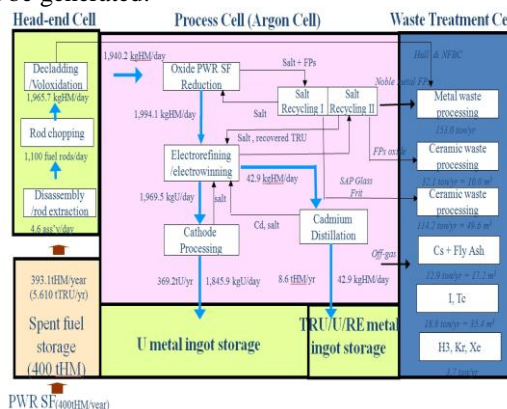 be generated.
Head-end Cell
Process Cell (Argon Cell)
Waste Treatment Ce
Decladding
/Voloxidation
1,965.7 kgHM/day
Rod chopping
1,100 fuel rods/day
Disassembly
/rod extraction
4.6 ass'y/day
393.1tHM/year
(5.610 tTRU/yr)
Spent fuel
storage
(400 tHM)
PWR SF(400tHM/year)
1,940.2 kgHM/day
Oxide PWR SF
Reduction
1,994.1 kgHM/day
Salt + FPs
Salt
Salt
Recycling I
Salt
Recycling II
Salt , recovered TRU
Electrorefining
/electrowinning
42.9 kgHM/day
1,969.5 kgU/day
salt
Cd, salt
SAP Glass
Frit
Cathode
Processing
Cadmium
Distillation
369.2tU/yr
1,845.9 kgU/day
8.6 tHM/yr
42.9 kgHM/day
U metal ingot storage
TRU/U/RE metal
ingot storage
Hull & NFBC
Noble metal FPs
Metal waste
processing
FPs oxide
Ceramic waste
processing
Ceramic waste
processing
Off-gas
Cs + Fly Ash
I, Tc
H3, Kr, Xe